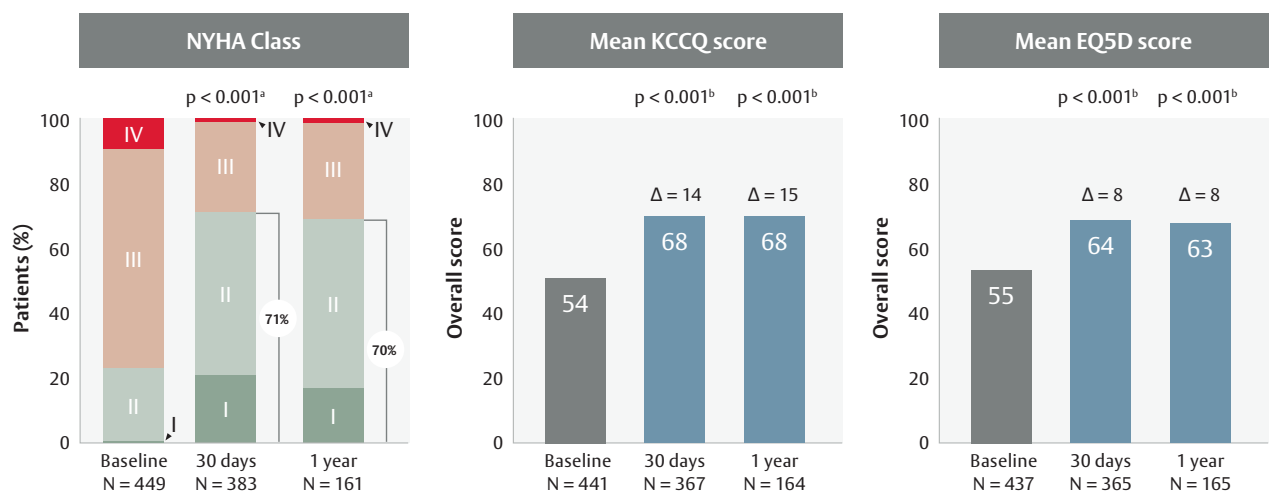 NYHA Class
p < 0.001ᵃ
p < 0.001ᵃ
Patients (%)
100
80
60
40
20
0
IV
III
II
I
IV
III
II
I
IV
III
II
I
71%
70%
Baseline
N = 449
30 days
N = 383
1 year
N = 161
Mean KCCQ score
p < 0.001ᵇ
p < 0.001ᵇ
Overall score
100
80
60
40
20
0
Δ = 14
Δ = 15
54
68
68
Baseline
N = 441
30 days
N = 367
1 year
N = 164
Mean EQ5D score
p < 0.001ᵇ
p < 0.001ᵇ
Overall score
100
80
60
40
20
0
Δ = 8
Δ = 8
55
64
63
Baseline
N = 437
30 days
N = 365
1 year
N = 165